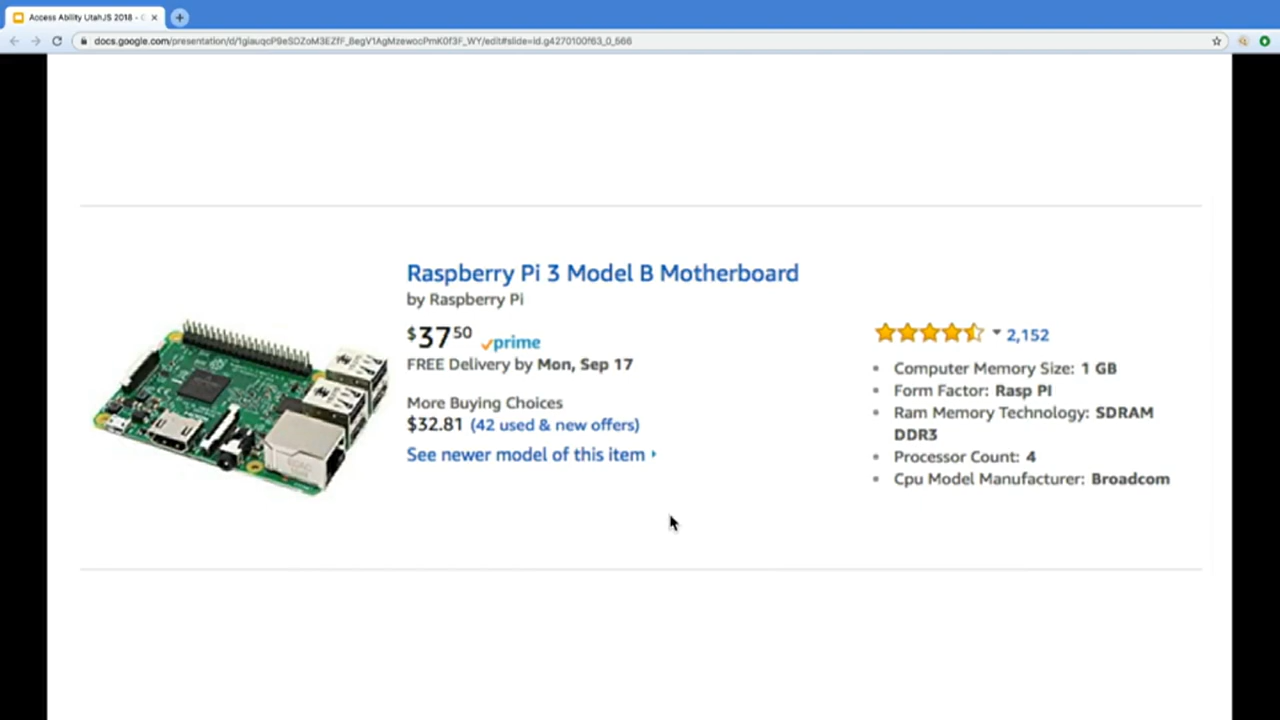 Access Ability UtahJS 2018 -
Raspberry Pi 3 Model B Motherboard
by Raspberry Pi
$37 50 prime
FREE Delivery by Mon, Sep 17
More Buying Choices
$32.81 (42 used & new offers)
See newer model of this item
2,152
Computer Memory Size: 1 GB
Form Factor: Rasp PI
Ram Memory Technology: SDRAM
DDR3
Processor Count: 4
Cpu Model Manufacturer: Broadcom